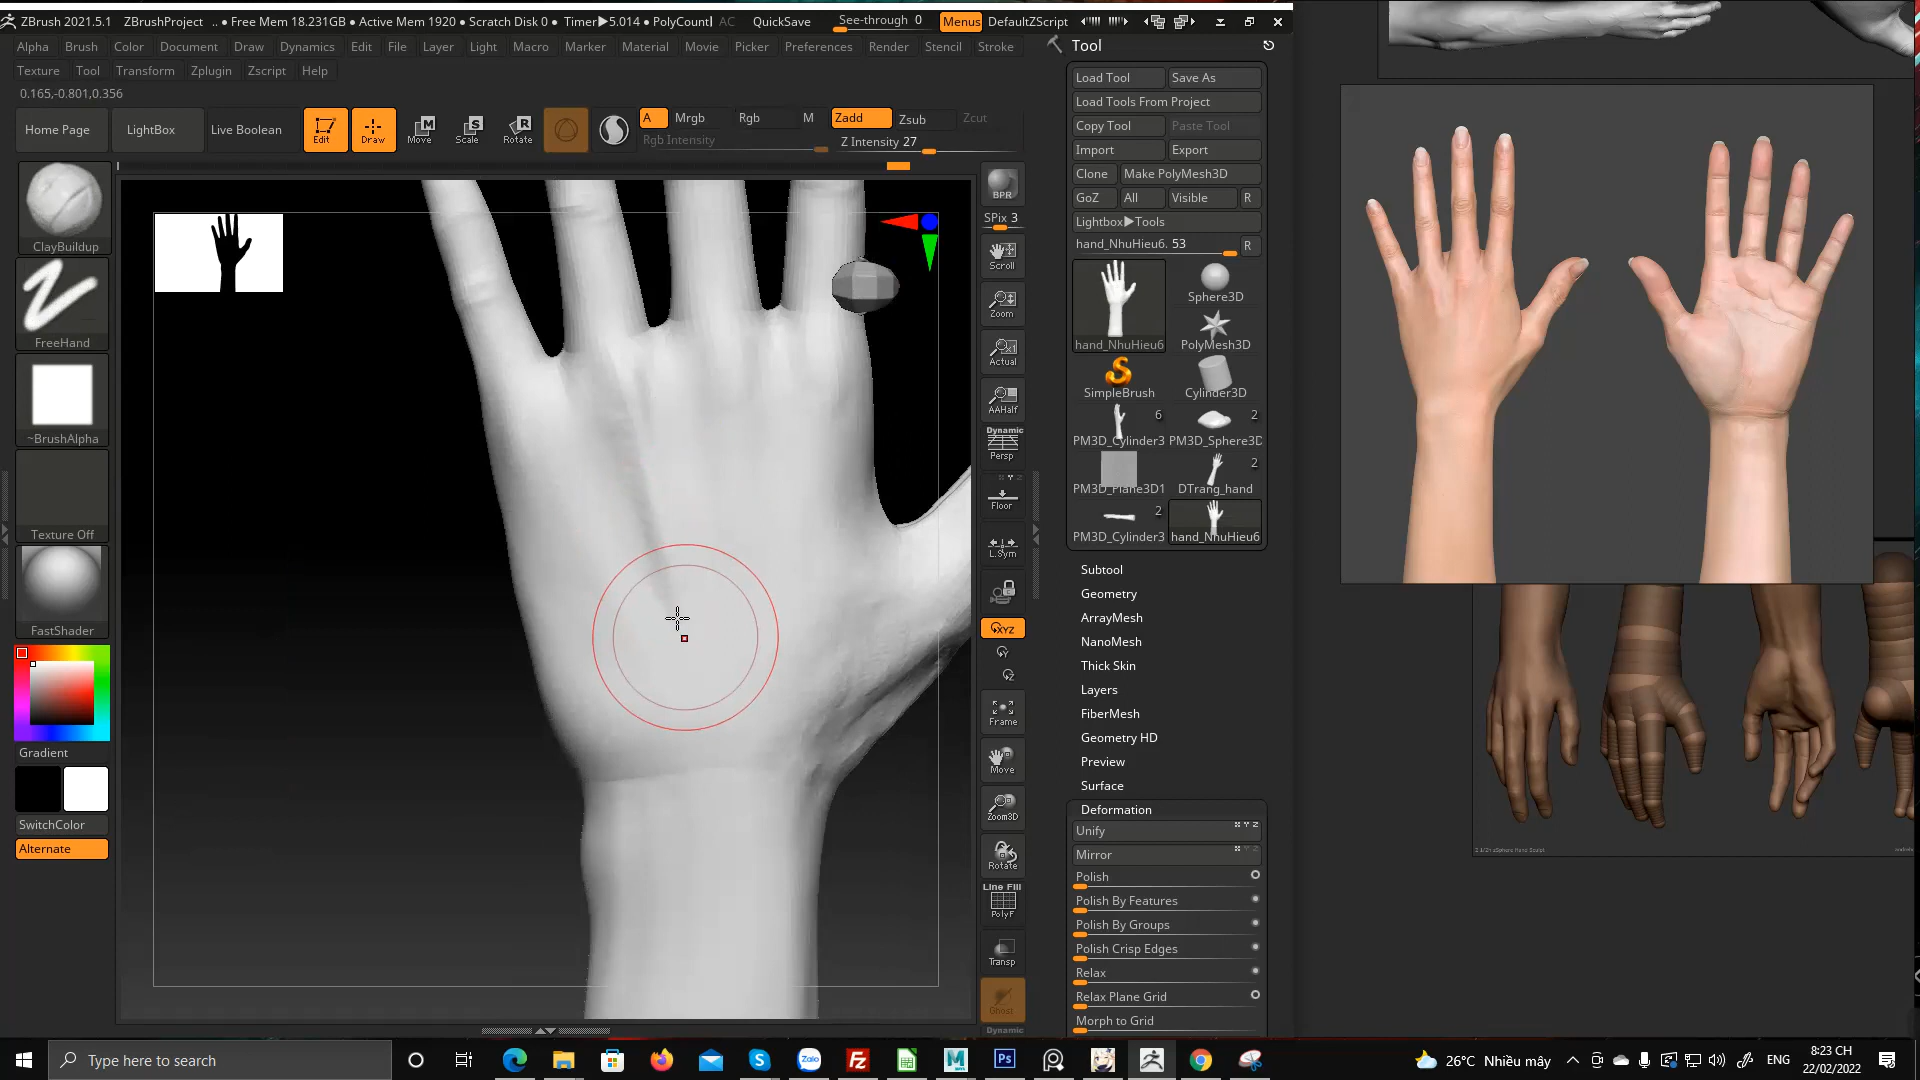 ZBrush 2021.5.1 ZBrushProject .. ● Free Mem 18.231GB ● Active Mem 1920 ● Scratch Disk 0 ● Timer▶5.014 ● PolyCount AC QuickSave See-through 0 Menus DefaultZScript
Alpha Brush Color Document Draw Dynamics Edit File Layer Light Macro Marker Material Movie Picker Preferences Render Stencil Stroke
Texture Tool Transform Zplugin Zscript Help
0.165,-0.801,0.356
Home Page LightBox Live Boolean Edit Draw Move Scale Rotate A Mrgb Rgb M Zadd Zsub Zcut
Rgb Intensity Z Intensity 27
ClayBuildup
FreeHand
~BrushAlpha
Texture Off
FastShader
Gradient
SwitchColor
Alternate
BPR
SPix 3
Scroll
Zoom
Actual
AAHalf
Dynamic
Persp
Floor
L.Sym
XYZ
Frame
Move
Zoom3D
Rotate
Line Fill
PolyF
Transp
Ghost
Dynamic
Tool
Load Tool Save As
Load Tools From Project
Copy Tool Paste Tool
Import Export
Clone Make PolyMesh3D
GoZ All Visible R
Lightbox▶Tools
hand_NhuHieu6. 53 R
hand_NhuHieu6 Sphere3D
PolyMesh3D
SimpleBrush Cylinder3D
6 2
PM3D_Cylinder3 PM3D_Sphere3D
2
PM3D_Plane3D1 DTrang_hand
2
PM3D_Cylinder3 hand_NhuHieu6
Subtool
Geometry
ArrayMesh
NanoMesh
Thick Skin
Layers
FiberMesh
Geometry HD
Preview
Surface
Deformation
Unify
Mirror
Polish
Polish By Features
Polish By Groups
Polish Crisp Edges
Relax
Relax Plane Grid
Morph to Grid
Type here to search
26°C Nhiều mây
ENG
8:23 CH
22/02/2022